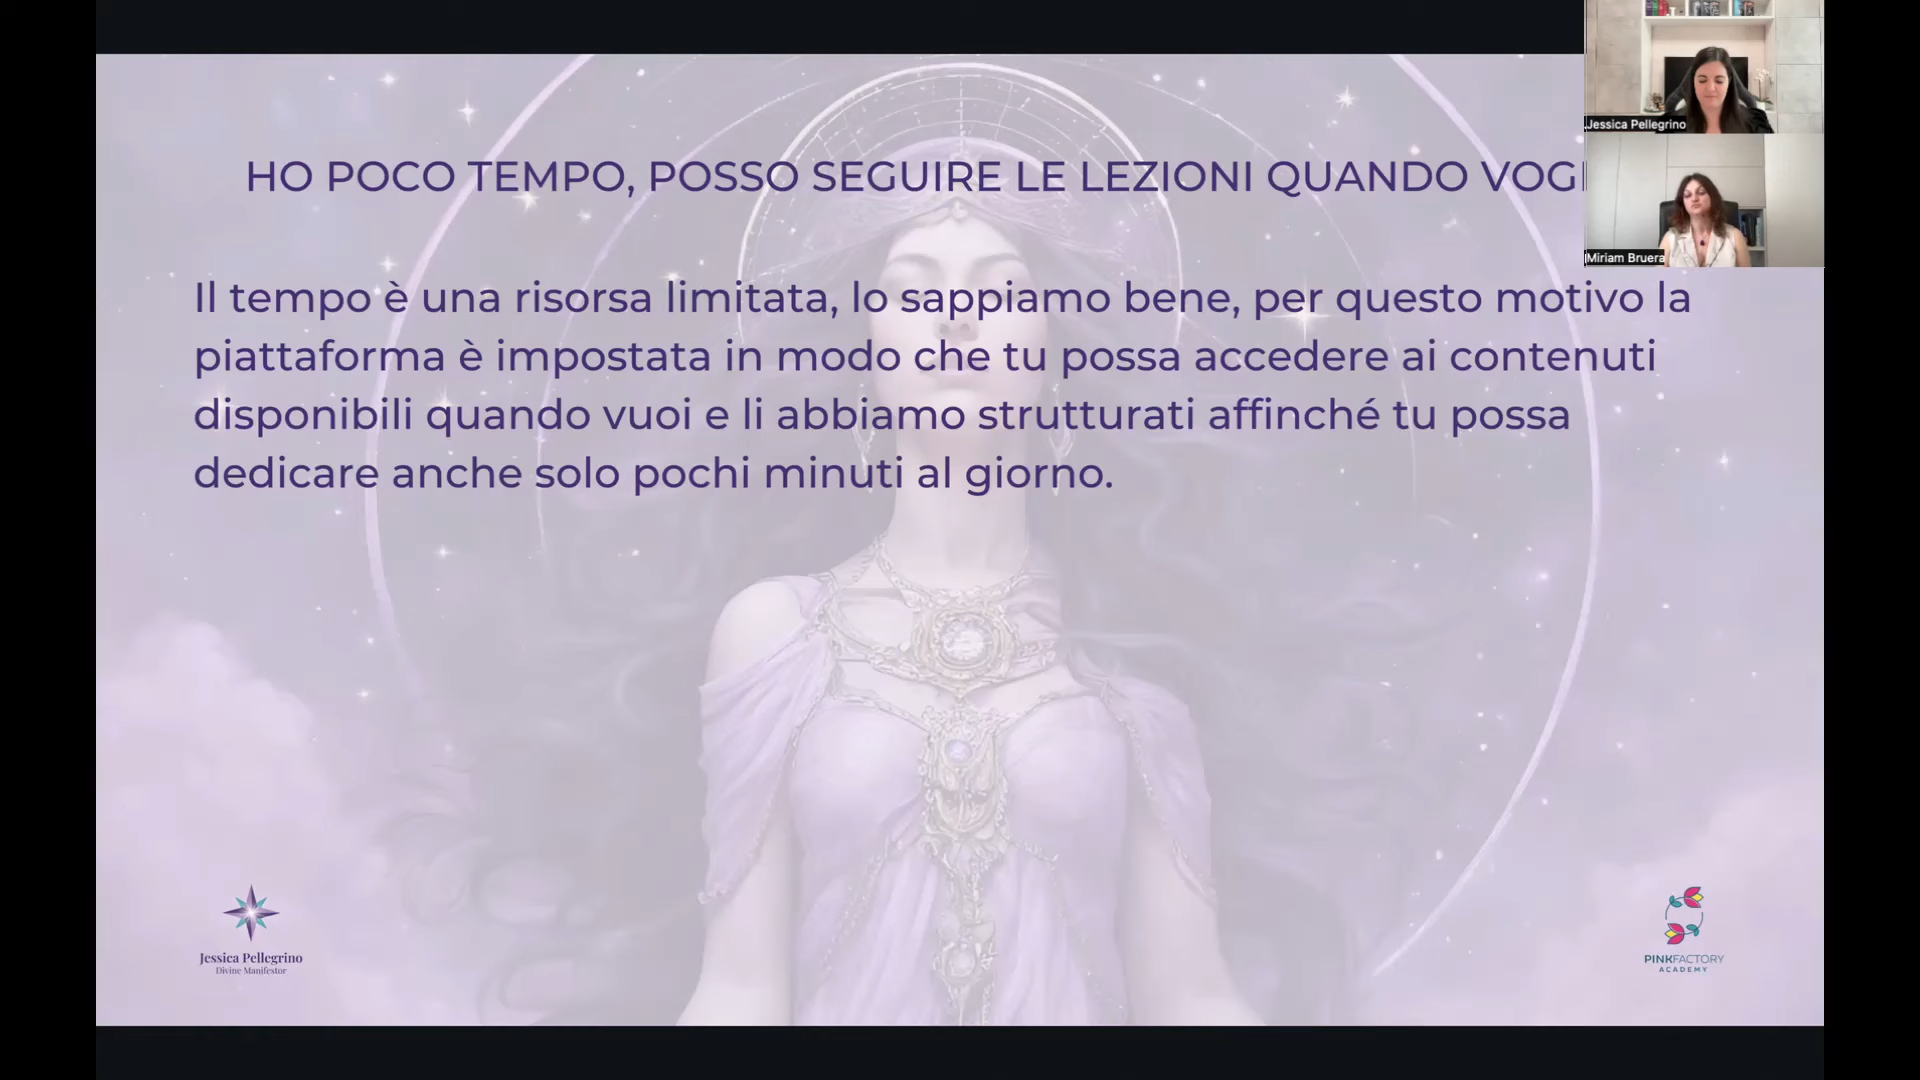 HO POCO TEMPO, POSSO SEGUIRE LE LEZIONI QUANDO
Jessica Pellegrino
Miriam Bruera
Il tempo è una risorsa limitata, lo sappiamo bene, per questo motivo la
piattaforma è impostata in modo che tu possa accedere ai contenuti
disponibili quando vuoi e li abbiamo strutturati affinché tu possa
dedicare anche solo pochi minuti al giorno.
Jessica Pellegrino
Divine Manifestor
PINKFACTORY
ACADEMY